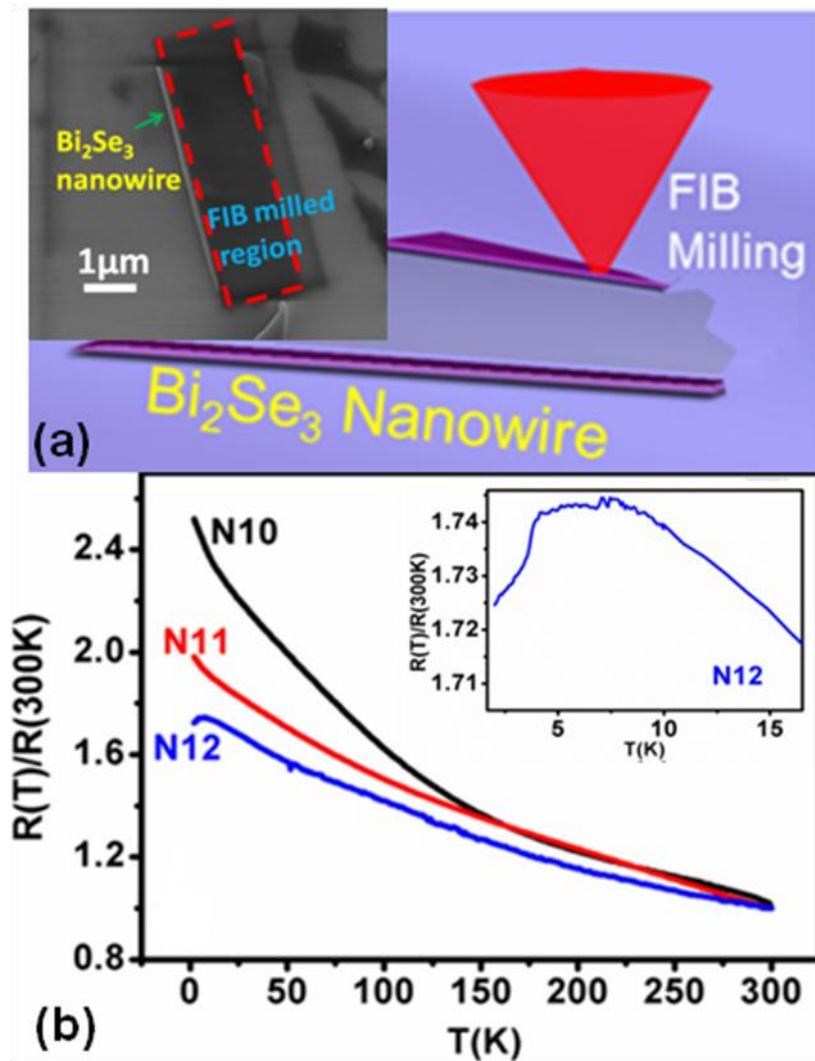 Bi₂Se₃
nanowire
FIB milled
region
1μm
FIB
Milling
Bi₂Se₃ Nanowire
(a)
R(T)/R(300K)
2.4
2.0
1.6
1.2
0.8
N10
N11
N12
R(T)/R(300K)
1.74
1.73
1.72
1.71
N12
5
10
15
T(K)
0
50
100
150
200
250
300
T(K)
(b)